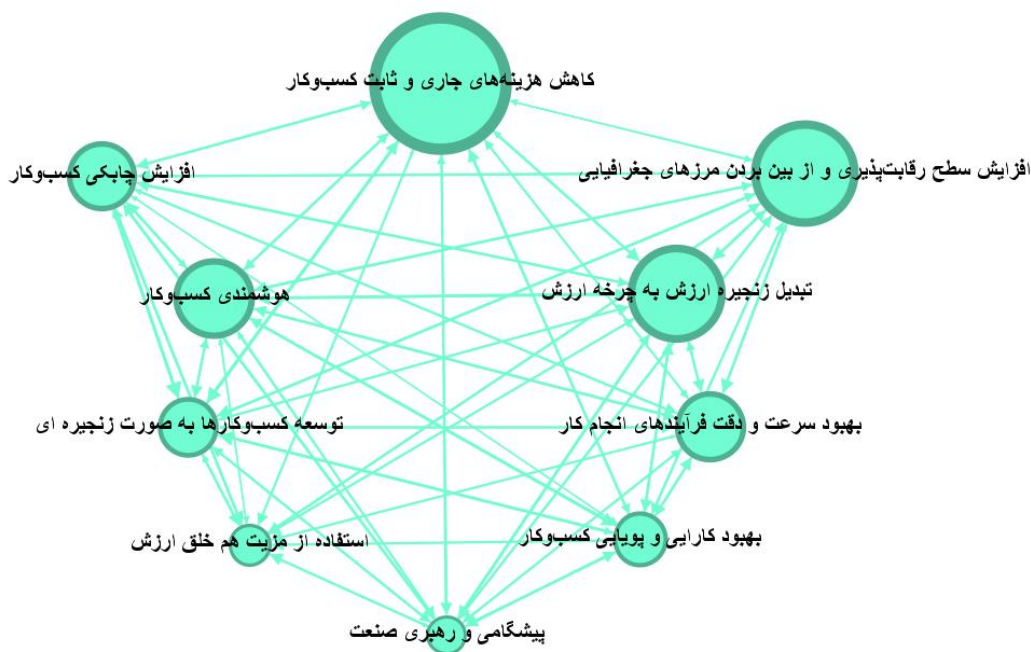 کاهش هزینه‌های جاری و ثابت کسب‌وکار
افزایش سطح رقابت‌پذیری و از بین بردن مرزهای جغرافیایی
افزایش چابکی کسب‌وکار
تبدیل زنجیره ارزش به چرخه ارزش
هوشمندی کسب‌وکار
بهبود سرعت و دقت فرآیندهای انجام کار
توسعه کسب‌وکارها به صورت زنجیره ای
بهبود کارایی و پویایی کسب‌وکار
استفاده از مزیت هم خلق ارزش
پیشگامی و رهبری صنعت